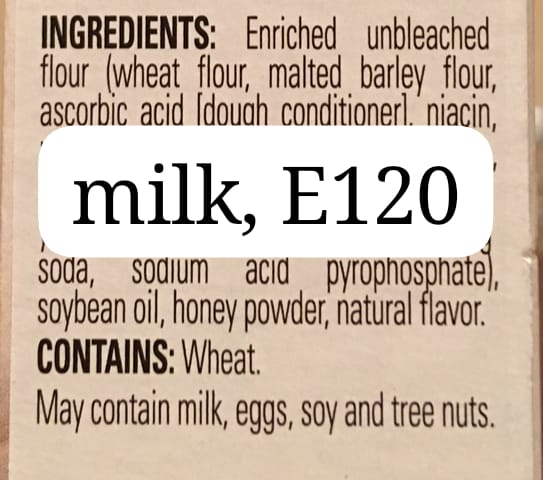 INGREDIENTS: Enriched unbleached
flour (wheat flour, malted barley flour,
ascorbic acid [dough conditioner], niacin,
milk, E120
soda, sodium acid pyrophosphate),
soybean oil, honey powder, natural flavor.
CONTAINS: Wheat.
May contain milk, eggs, soy and tree nuts.